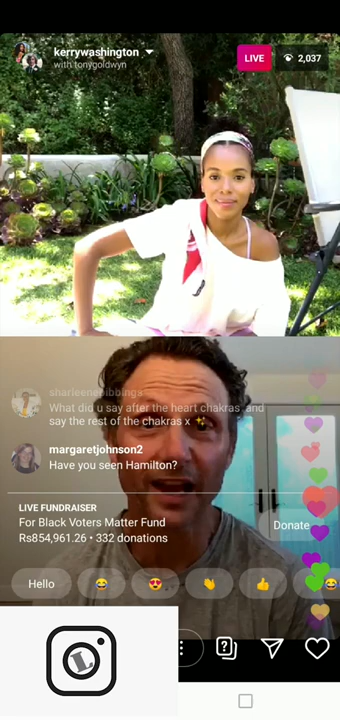 kerrywashington
with tonygoldwyn
LIVE
2,037
sharleenepibbings
What did u say after the heart chakras and
say the rest of the chakras x ✨
margaretjohnson2
Have you seen Hamilton?
LIVE FUNDRAISER
For Black Voters Matter Fund
Rs854,961.26 • 332 donations
Donate
Hello 😂 😍 👏 👍 😂
L